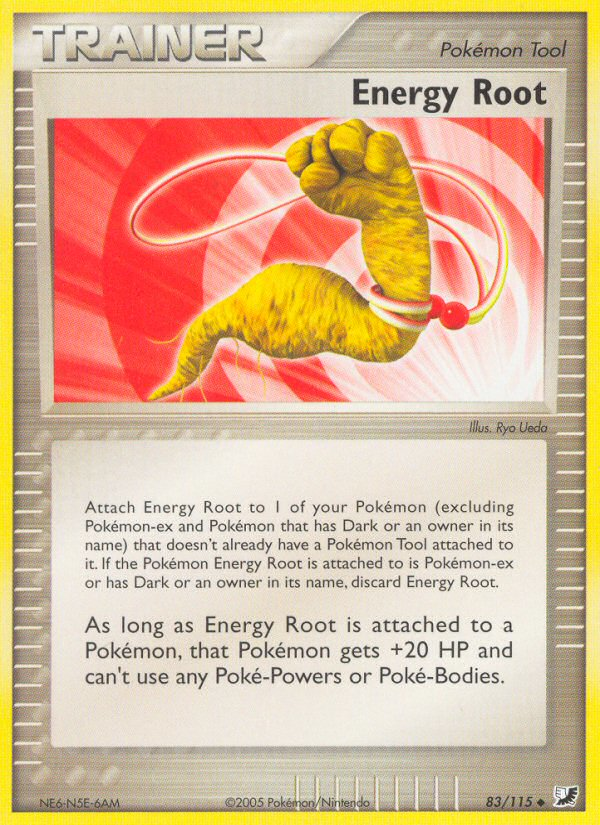 TRAINER
Pokémon Tool
Energy Root
Illus. Ryo Ueda
Attach Energy Root to 1 of your Pokémon (excluding
Pokémon-ex and Pokémon that has Dark or an owner in its
name) that doesn't already have a Pokémon Tool attached to
it. If the Pokémon Energy Root is attached to is Pokémon-ex
or has Dark or an owner in its name, discard Energy Root.
As long as Energy Root is attached to a
Pokémon, that Pokémon gets +20 HP and
can't use any Poké-Powers or Poké-Bodies.
NE6-N5E-6AM
©2005 Pokémon/Nintendo
83/115